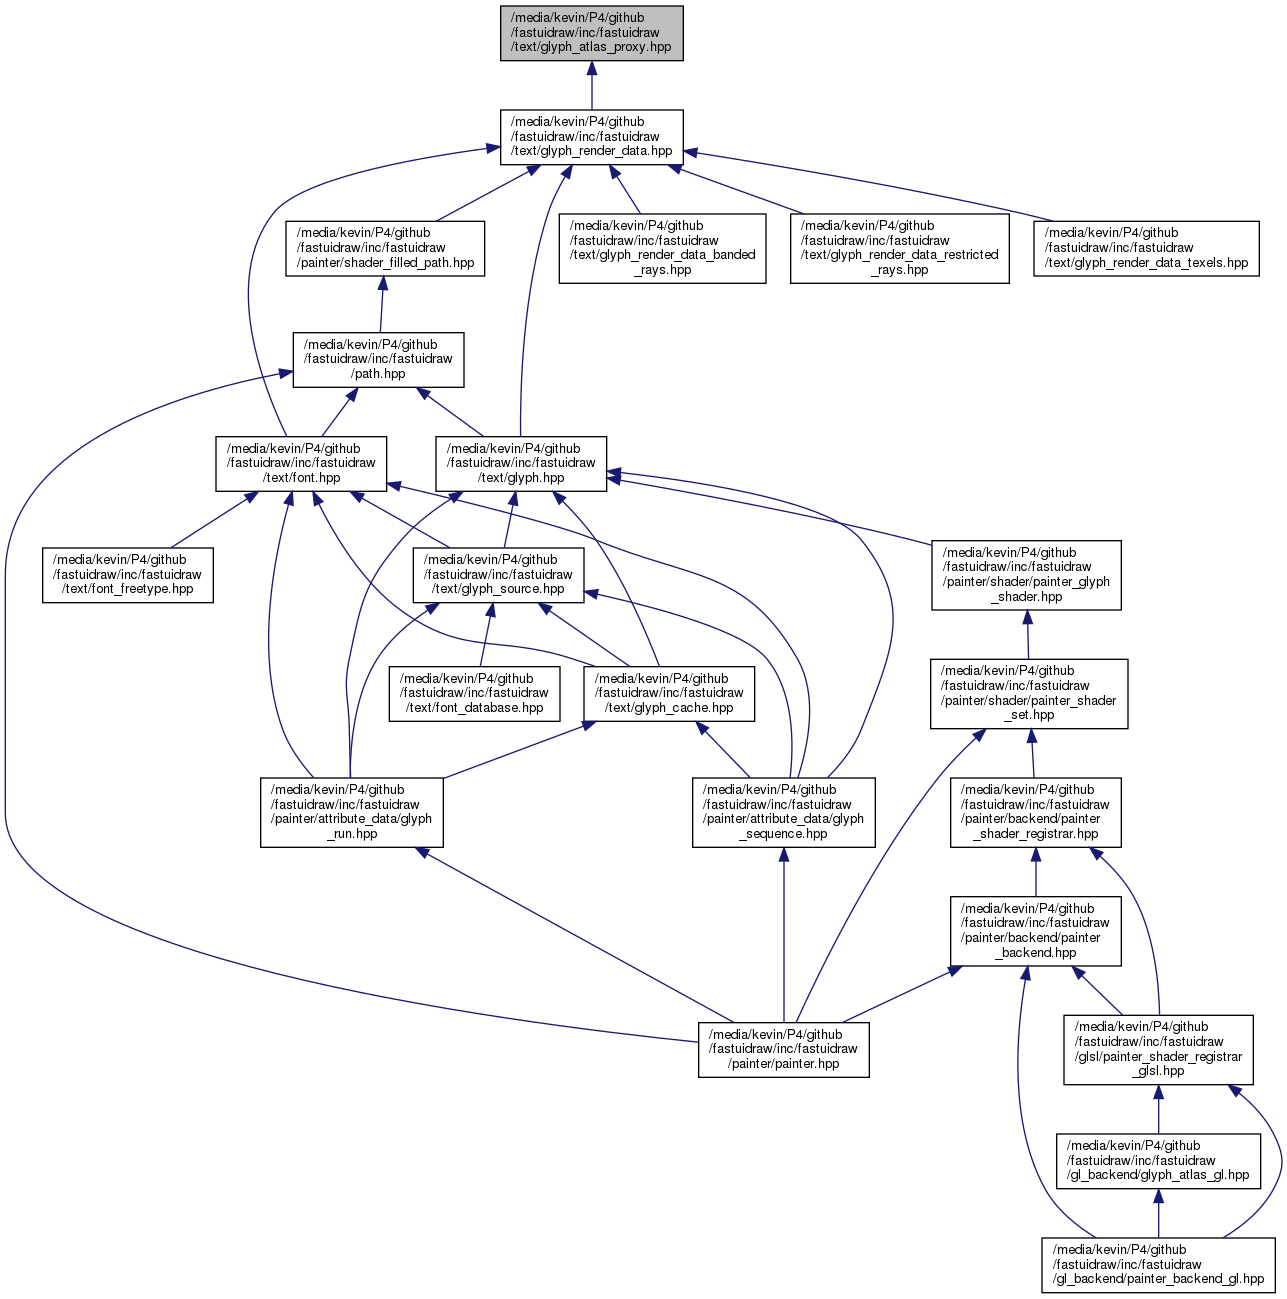 /media/kevin/P4/github
/fastuidraw/inc/fastuidraw
/text/glyph_atlas_proxy.hpp
/media/kevin/P4/github
/fastuidraw/inc/fastuidraw
/text/glyph_render_data.hpp
/media/kevin/P4/github
/fastuidraw/inc/fastuidraw
/painter/shader_filled_path.hpp
/media/kevin/P4/github
/fastuidraw/inc/fastuidraw
/text/glyph_render_data_banded
_rays.hpp
/media/kevin/P4/github
/fastuidraw/inc/fastuidraw
/text/glyph_render_data_restricted
_rays.hpp
/media/kevin/P4/github
/fastuidraw/inc/fastuidraw
/text/glyph_render_data_texels.hpp
/media/kevin/P4/github
/fastuidraw/inc/fastuidraw
/path.hpp
/media/kevin/P4/github
/fastuidraw/inc/fastuidraw
/text/font.hpp
/media/kevin/P4/github
/fastuidraw/inc/fastuidraw
/text/glyph.hpp
/media/kevin/P4/github
/fastuidraw/inc/fastuidraw
/text/font_freetype.hpp
/media/kevin/P4/github
/fastuidraw/inc/fastuidraw
/text/glyph_source.hpp
/media/kevin/P4/github
/fastuidraw/inc/fastuidraw
/painter/shader/painter_glyph
_shader.hpp
/media/kevin/P4/github
/fastuidraw/inc/fastuidraw
/text/font_database.hpp
/media/kevin/P4/github
/fastuidraw/inc/fastuidraw
/text/glyph_cache.hpp
/media/kevin/P4/github
/fastuidraw/inc/fastuidraw
/painter/shader/painter_shader
_set.hpp
/media/kevin/P4/github
/fastuidraw/inc/fastuidraw
/painter/attribute_data/glyph
_run.hpp
/media/kevin/P4/github
/fastuidraw/inc/fastuidraw
/painter/attribute_data/glyph
_sequence.hpp
/media/kevin/P4/github
/fastuidraw/inc/fastuidraw
/painter/backend/painter
_shader_registrar.hpp
/media/kevin/P4/github
/fastuidraw/inc/fastuidraw
/painter/backend/painter
_backend.hpp
/media/kevin/P4/github
/fastuidraw/inc/fastuidraw
/painter/painter.hpp
/media/kevin/P4/github
/fastuidraw/inc/fastuidraw
/glsl/painter_shader_registrar
_glsl.hpp
/media/kevin/P4/github
/fastuidraw/inc/fastuidraw
/gl_backend/glyph_atlas_gl.hpp
/media/kevin/P4/github
/fastuidraw/inc/fastuidraw
/gl_backend/painter_backend_gl.hpp